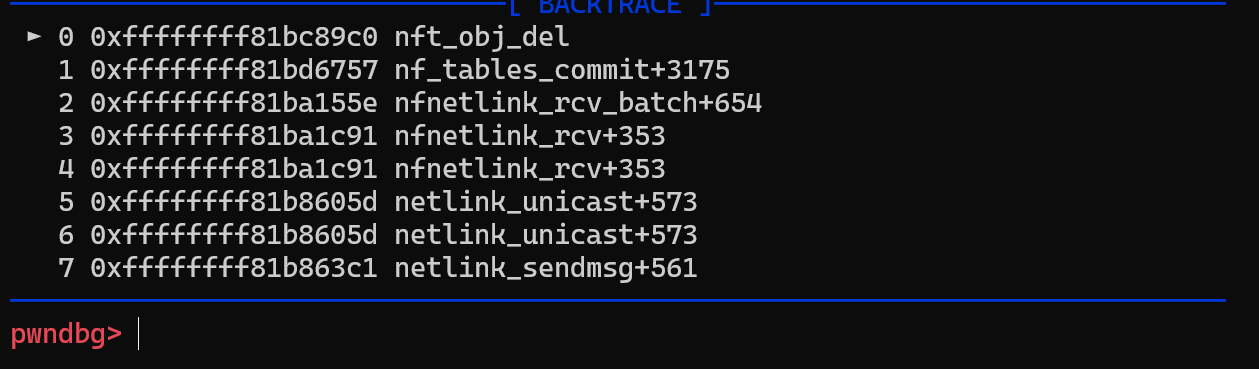 [ BACKTRACE ]
► 0 0xffffffff81bc89c0 nft_obj_del
1 0xffffffff81bd6757 nf_tables_commit+3175
2 0xffffffff81ba155e nfnetlink_rcv_batch+654
3 0xffffffff81ba1c91 nfnetlink_rcv+353
4 0xffffffff81ba1c91 nfnetlink_rcv+353
5 0xffffffff81b8605d netlink_unicast+573
6 0xffffffff81b8605d netlink_unicast+573
7 0xffffffff81b863c1 netlink_sendmsg+561
pwndbg>